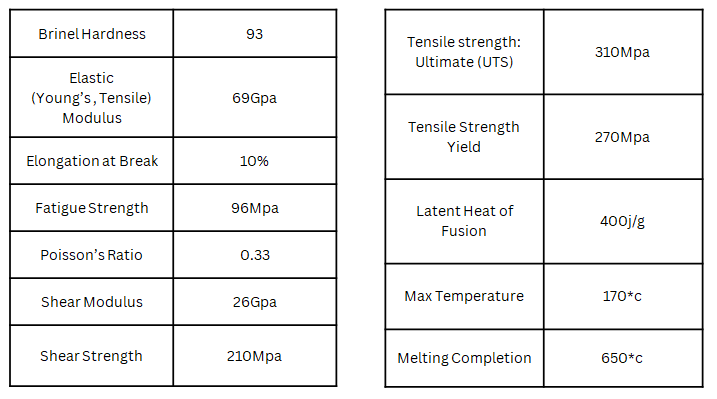 Brinel Hardness
93
Elastic
(Young's, Tensile)
Modulus
69Gpa
Elongation at Break
10%
Fatigue Strength
96Mpa
Poisson's Ratio
0.33
Shear Modulus
26Gpa
Shear Strength
210Mpa
Tensile strength:
Ultimate (UTS)
310Mpa
Tensile Strength
Yield
270Mpa
Latent Heat of
Fusion
400j/g
Max Temperature
170*c
Melting Completion
650*c